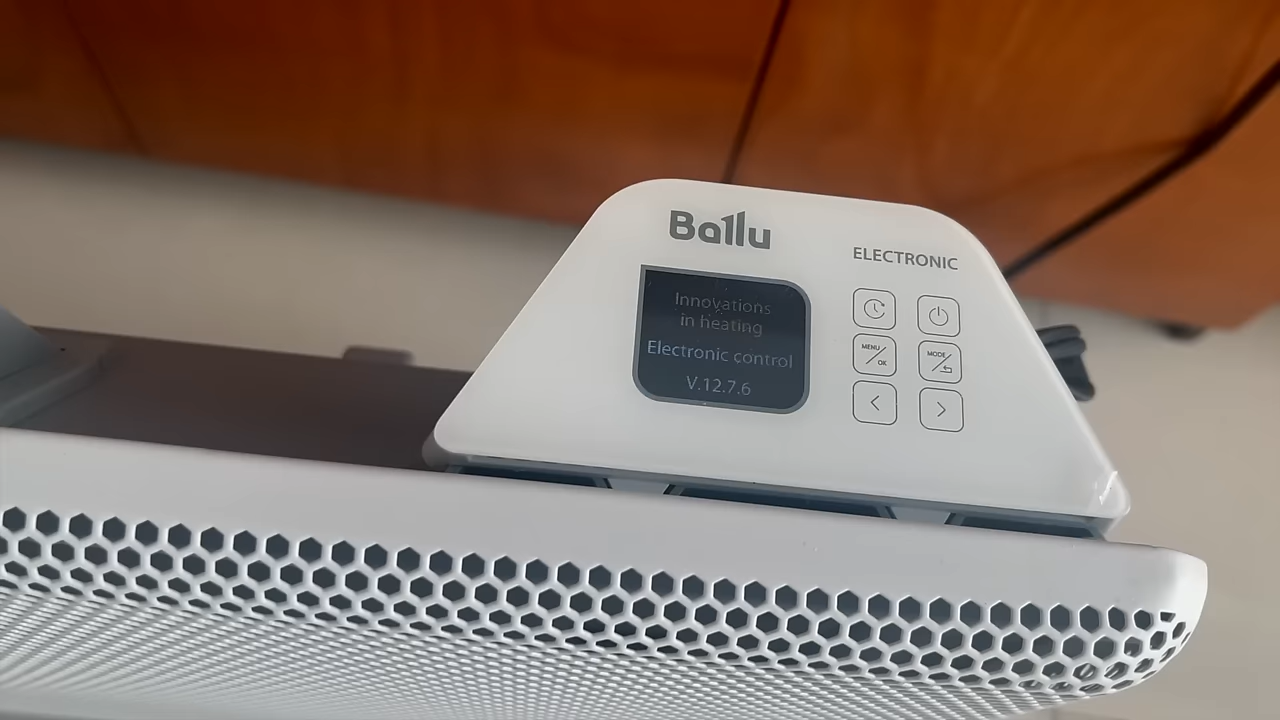 Ballu
ELECTRONIC
Innovations
in heating
Electronic control
V.12.7.6
MENU/OK
MODE/